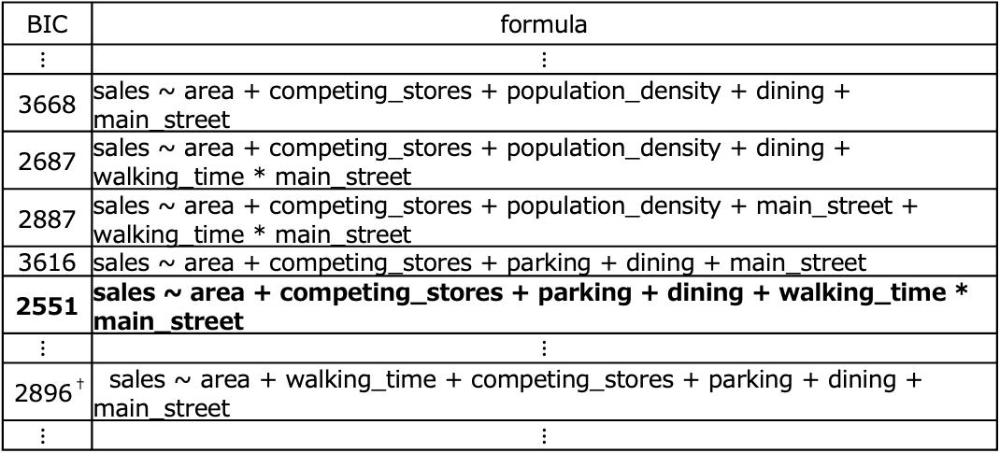 BIC formula
⋮ ⋮
3668 sales ~ area + competing_stores + population_density + dining +
main_street
2687 sales ~ area + competing_stores + population_density + dining +
walking_time * main_street
2887 sales ~ area + competing_stores + population_density + main_street +
walking_time * main_street
3616 sales ~ area + competing_stores + parking + dining + main_street
2551 sales ~ area + competing_stores + parking + dining + walking_time *
main_street
⋮ ⋮
2896† sales ~ area + walking_time + competing_stores + parking + dining +
main_street
⋮ ⋮